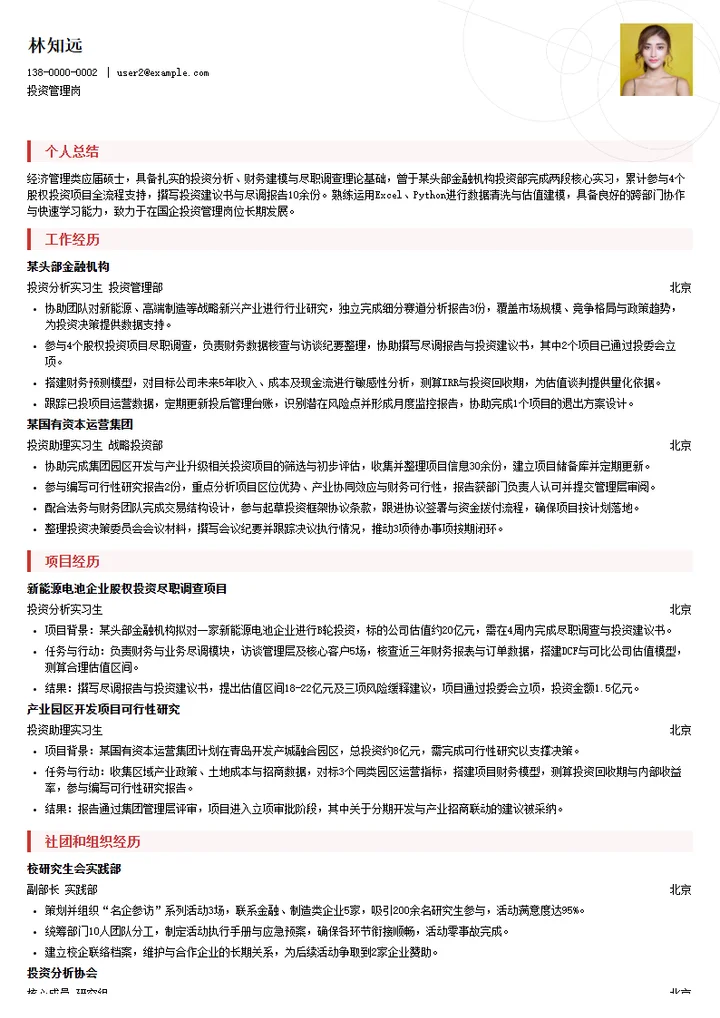 林知远
138-0000-0002 | user2@example.com
投资管理岗
个人总结
经济管理类应届硕士，具备扎实的投资分析、财务建模与尽职调查理论基础，曾于某头部金融机构投资部完成两段核心实习，累计参与4个
股权投资项目全流程支持，撰写投资建议书与尽调报告10余份。熟练运用Excel、Python进行数据清洗与估值建模，具备良好的跨部门协作
与快速学习能力，致力于在国企投资管理岗位长期发展。
工作经历
某头部金融机构
投资分析实习生 投资管理部 北京
• 协助团队对新能源、高端制造等战略新兴产业进行行业研究，独立完成细分赛道分析报告3份，覆盖市场规模、竞争格局与政策趋势，
为投资决策提供数据支持。
• 参与4个股权投资项目尽职调查，负责财务数据核查与访谈纪要整理，协助撰写尽调报告与投资建议书，其中2个项目已通过投委会立
项。
• 搭建财务预测模型，对目标公司未来5年收入、成本及现金流进行敏感性分析，测算IRR与投资回收期，为估值谈判提供量化依据。
• 跟踪已投项目运营数据，定期更新投后管理台账，识别潜在风险点并形成月度监控报告，协助完成1个项目的退出方案设计。
某国有资本运营集团
投资助理实习生 战略投资部 北京
• 协助完成集团园区开发与产业升级相关投资项目的筛选与初步评估，收集并整理项目信息30余份，建立项目储备库并定期更新。
• 参与编写可行性研究报告2份，重点分析项目区位优势、产业协同效应与财务可行性，报告获部门负责人认可并提交管理层审阅。
• 配合法务与财务团队完成交易结构设计，参与起草投资框架协议条款，跟进协议签署与资金拨付流程，确保项目按计划落地。
• 整理投资决策委员会会议材料，撰写会议纪要并跟踪决议执行情况，推动3项待办事项按期闭环。
项目经历
新能源电池企业股权投资尽职调查项目
投资分析实习生 北京
• 项目背景：某头部金融机构拟对一家新能源电池企业进行B轮投资，标的公司估值约20亿元，需在4周内完成尽职调查与投资建议书。
• 任务与行动：负责财务与业务尽调模块，访谈管理层及核心客户5场，核查近三年财务报表与订单数据，搭建DCF与可比公司估值模型，
测算合理估值区间。
• 结果：撰写尽调报告与投资建议书，提出估值区间18-22亿元及三项风险缓释建议，项目通过投委会立项，投资金额1.5亿元。
产业园区开发项目可行性研究
投资助理实习生 北京
• 项目背景：某国有资本运营集团计划在青岛开发产城融合园区，总投资约8亿元，需完成可行性研究以支撑决策。
• 任务与行动：收集区域产业政策、土地成本与招商数据，对标3个同类园区运营指标，搭建项目财务模型，测算投资回收期与内部收益
率，参与编写可行性研究报告。
• 结果：报告通过集团管理层评审，项目进入立项审批阶段，其中关于分期开发与产业招商联动的建议被采纳。
社团和组织经历
校研究生会实践部
副部长 实践部 北京
• 策划并组织“名企参访”系列活动3场，联系金融、制造类企业5家，吸引200余名研究生参与，活动满意度达95%。
• 统筹部门10人团队分工，制定活动执行手册与应急预案，确保各环节衔接顺畅，活动零事故完成。
• 建立校企联络档案，维护与合作企业的长期关系，为后续活动争取到2家企业赞助。
投资分析协会
核心成员 研究组 北京